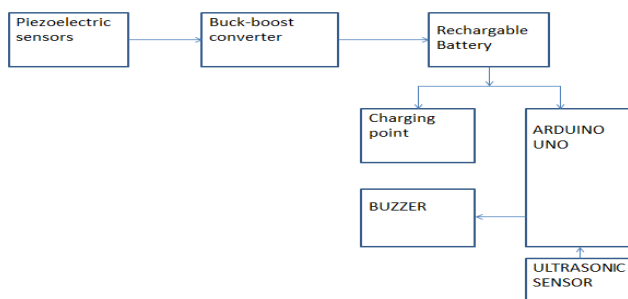 Piezoelectric
sensors
Buck-boost
converter
Rechargable
Battery
Charging
point
ARDUINO
UNO
BUZZER
ULTRASONIC
SENSOR